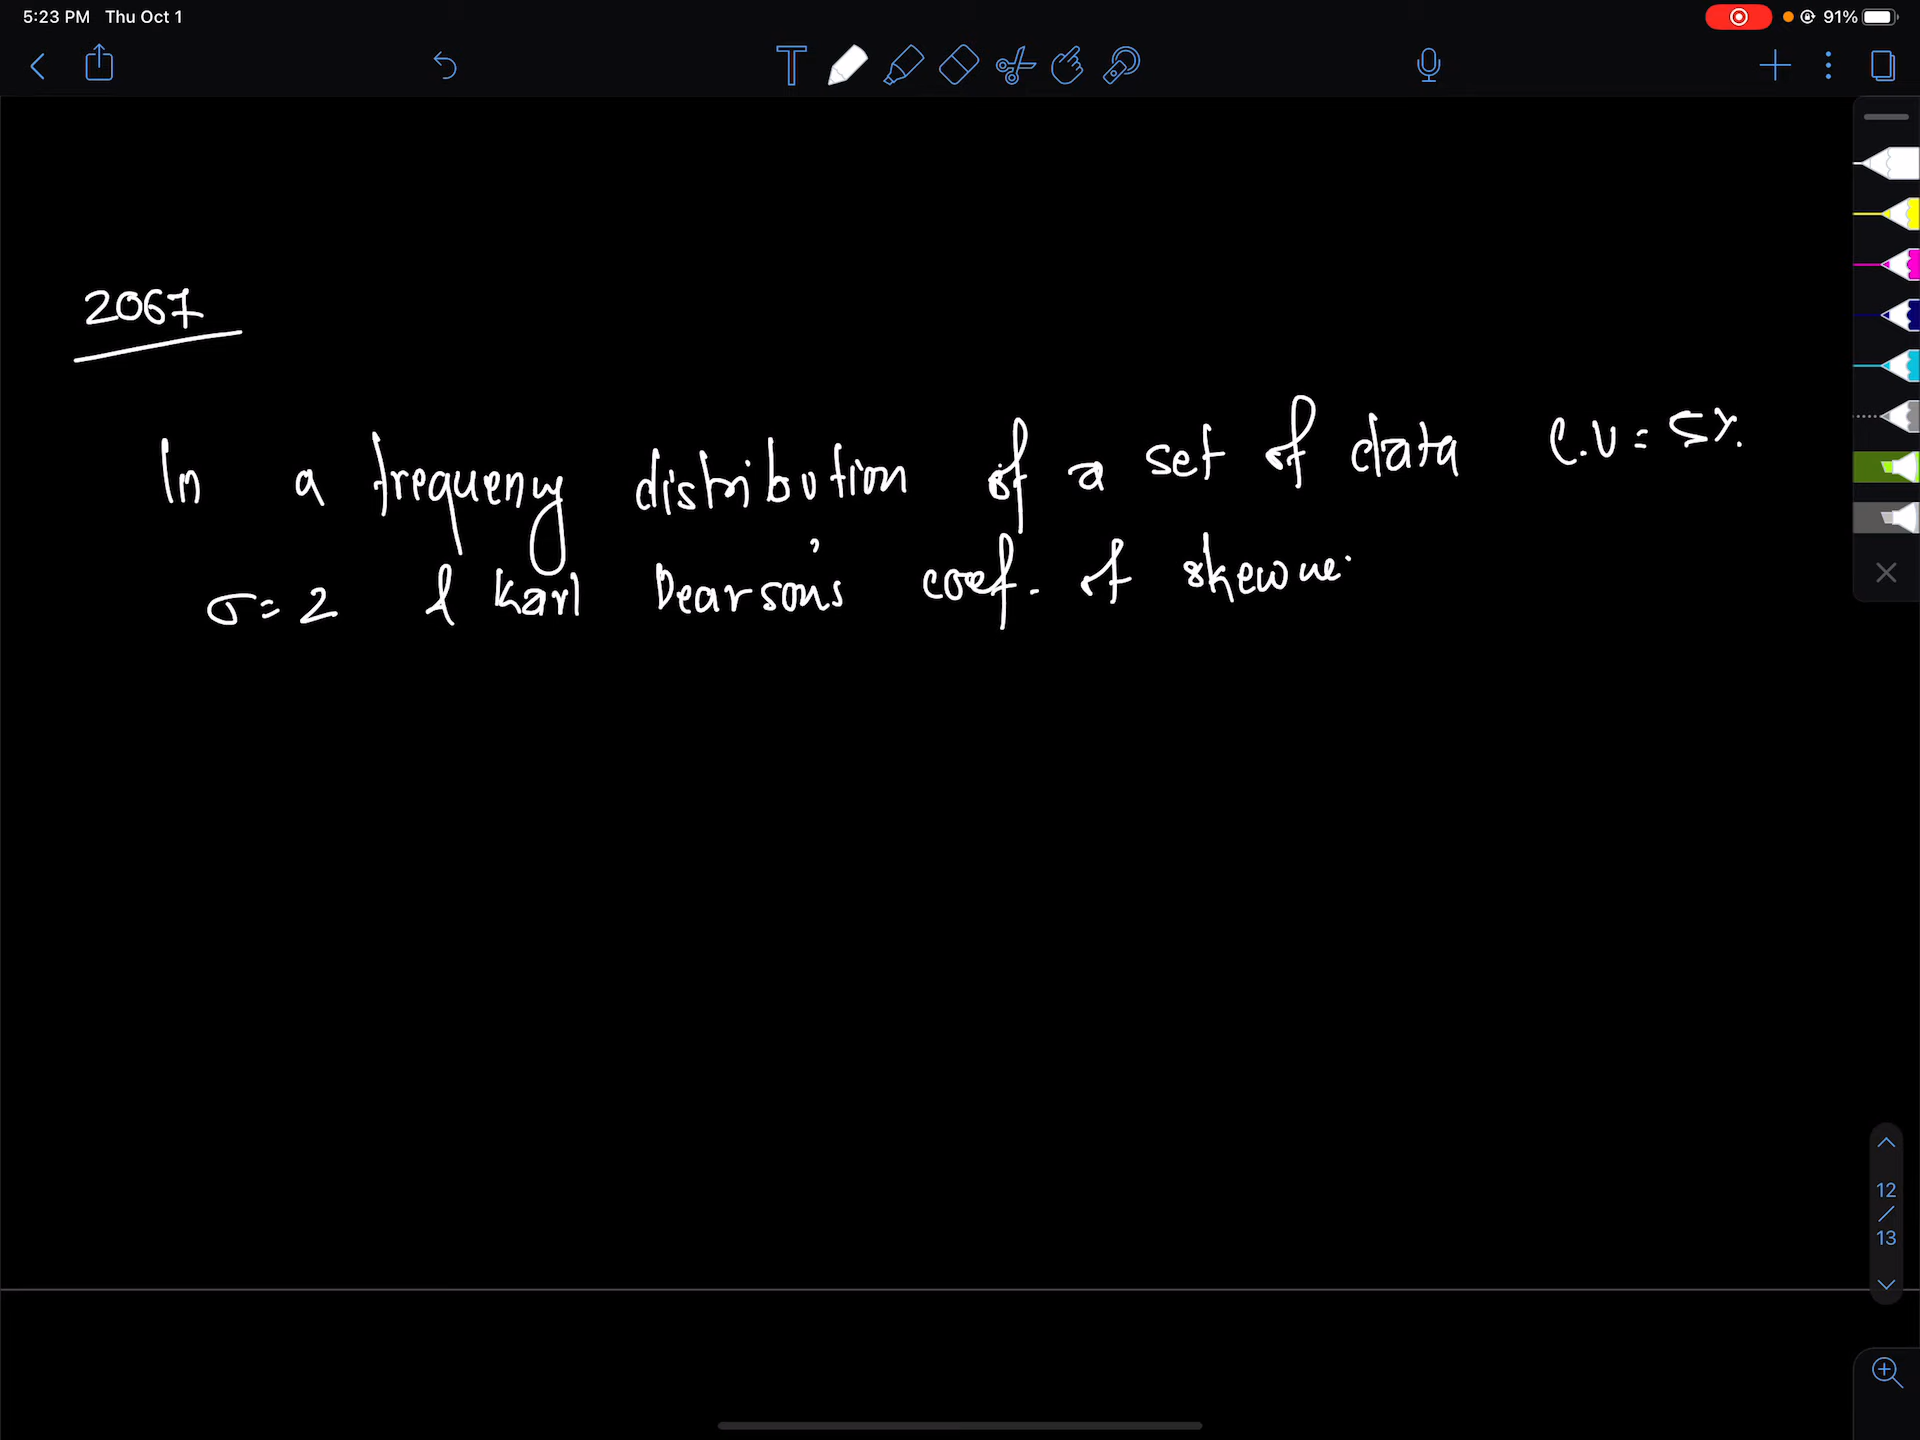 5:23 PM Thu Oct 1
91%
2067
In a frequency distribution of a set of data C.V = 5%.
σ = 2 & Karl Pearson's coef. of skewne
12
/
13